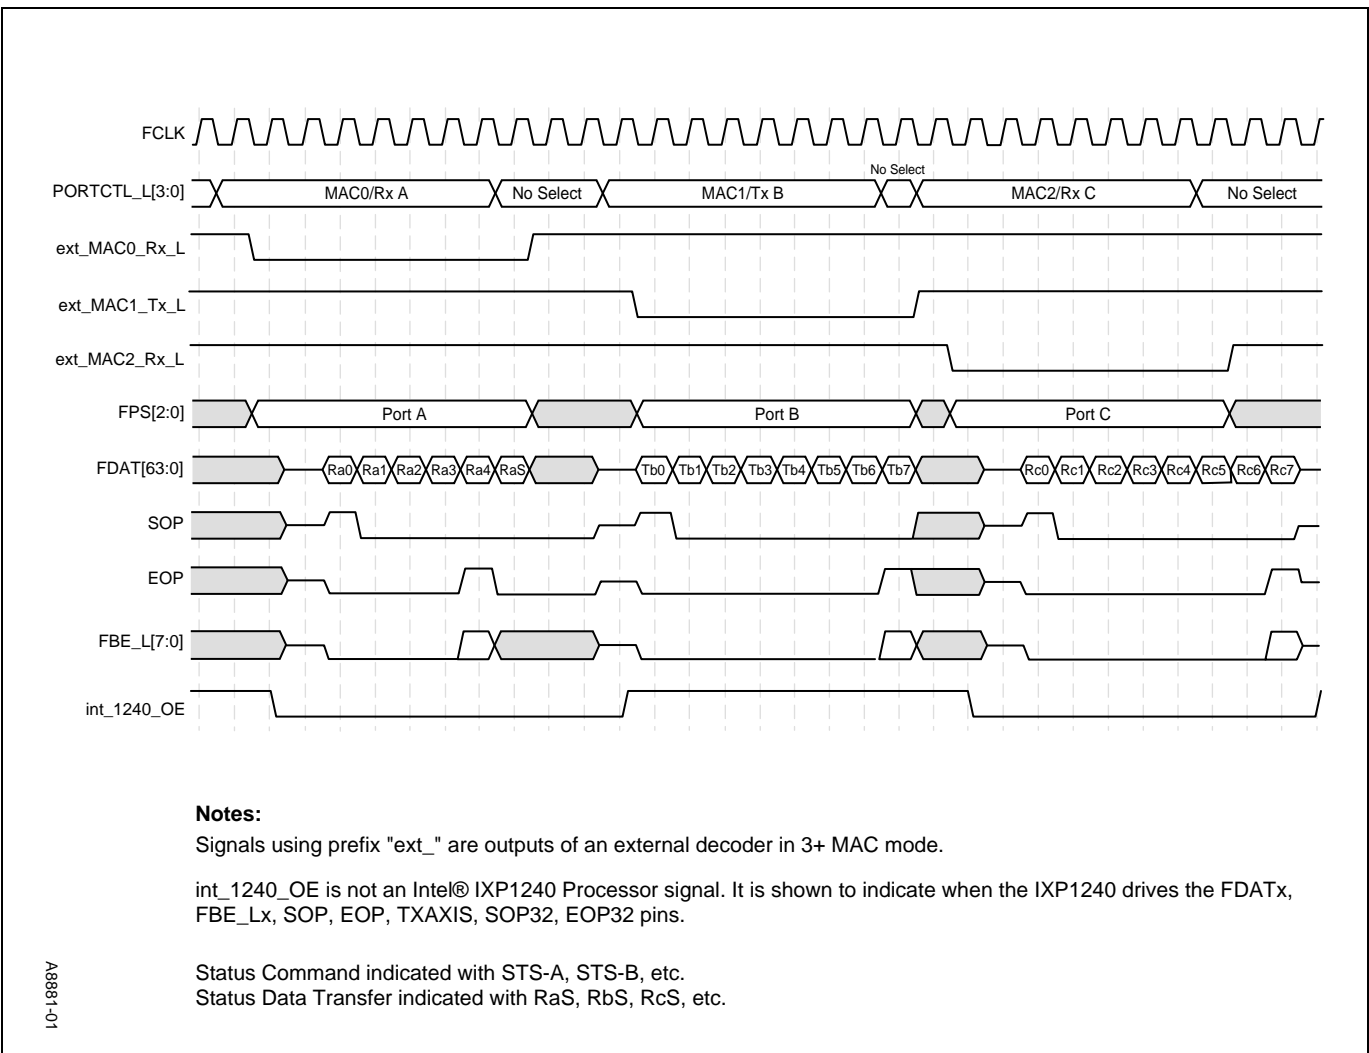 FCLK
No Select
PORTCTL_L[3:0] MAC0/Rx A No Select MAC1/Tx B MAC2/Rx C No Select
ext_MAC0_Rx_L
ext_MAC1_Tx_L
ext_MAC2_Rx_L
FPS[2:0] Port A Port B Port C
FDAT[63:0] Ra0 Ra1 Ra2 Ra3 Ra4 RaS Tb0 Tb1 Tb2 Tb3 Tb4 Tb5 Tb6 Tb7 Rc0 Rc1 Rc2 Rc3 Rc4 Rc5 Rc6 Rc7
SOP
EOP
FBE_L[7:0]
int_1240_OE
Notes:
Signals using prefix "ext_" are outputs of an external decoder in 3+ MAC mode.
int_1240_OE is not an Intel® IXP1240 Processor signal. It is shown to indicate when the IXP1240 drives the FDATx,
FBE_Lx, SOP, EOP, TXAXIS, SOP32, EOP32 pins.
Status Command indicated with STS-A, STS-B, etc.
Status Data Transfer indicated with RaS, RbS, RcS, etc.
A8881-01